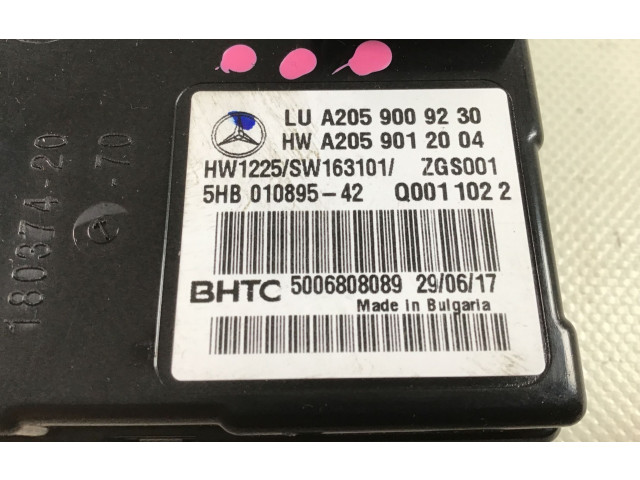 LU A205 900 92 30
HW A205 901 20 04
HW1225/SW163101/ ZGS001
5HB 010895-42 Q001 102 2
BHTC 5006808089 29/06/17
Made in Bulgaria
180374-20
-70